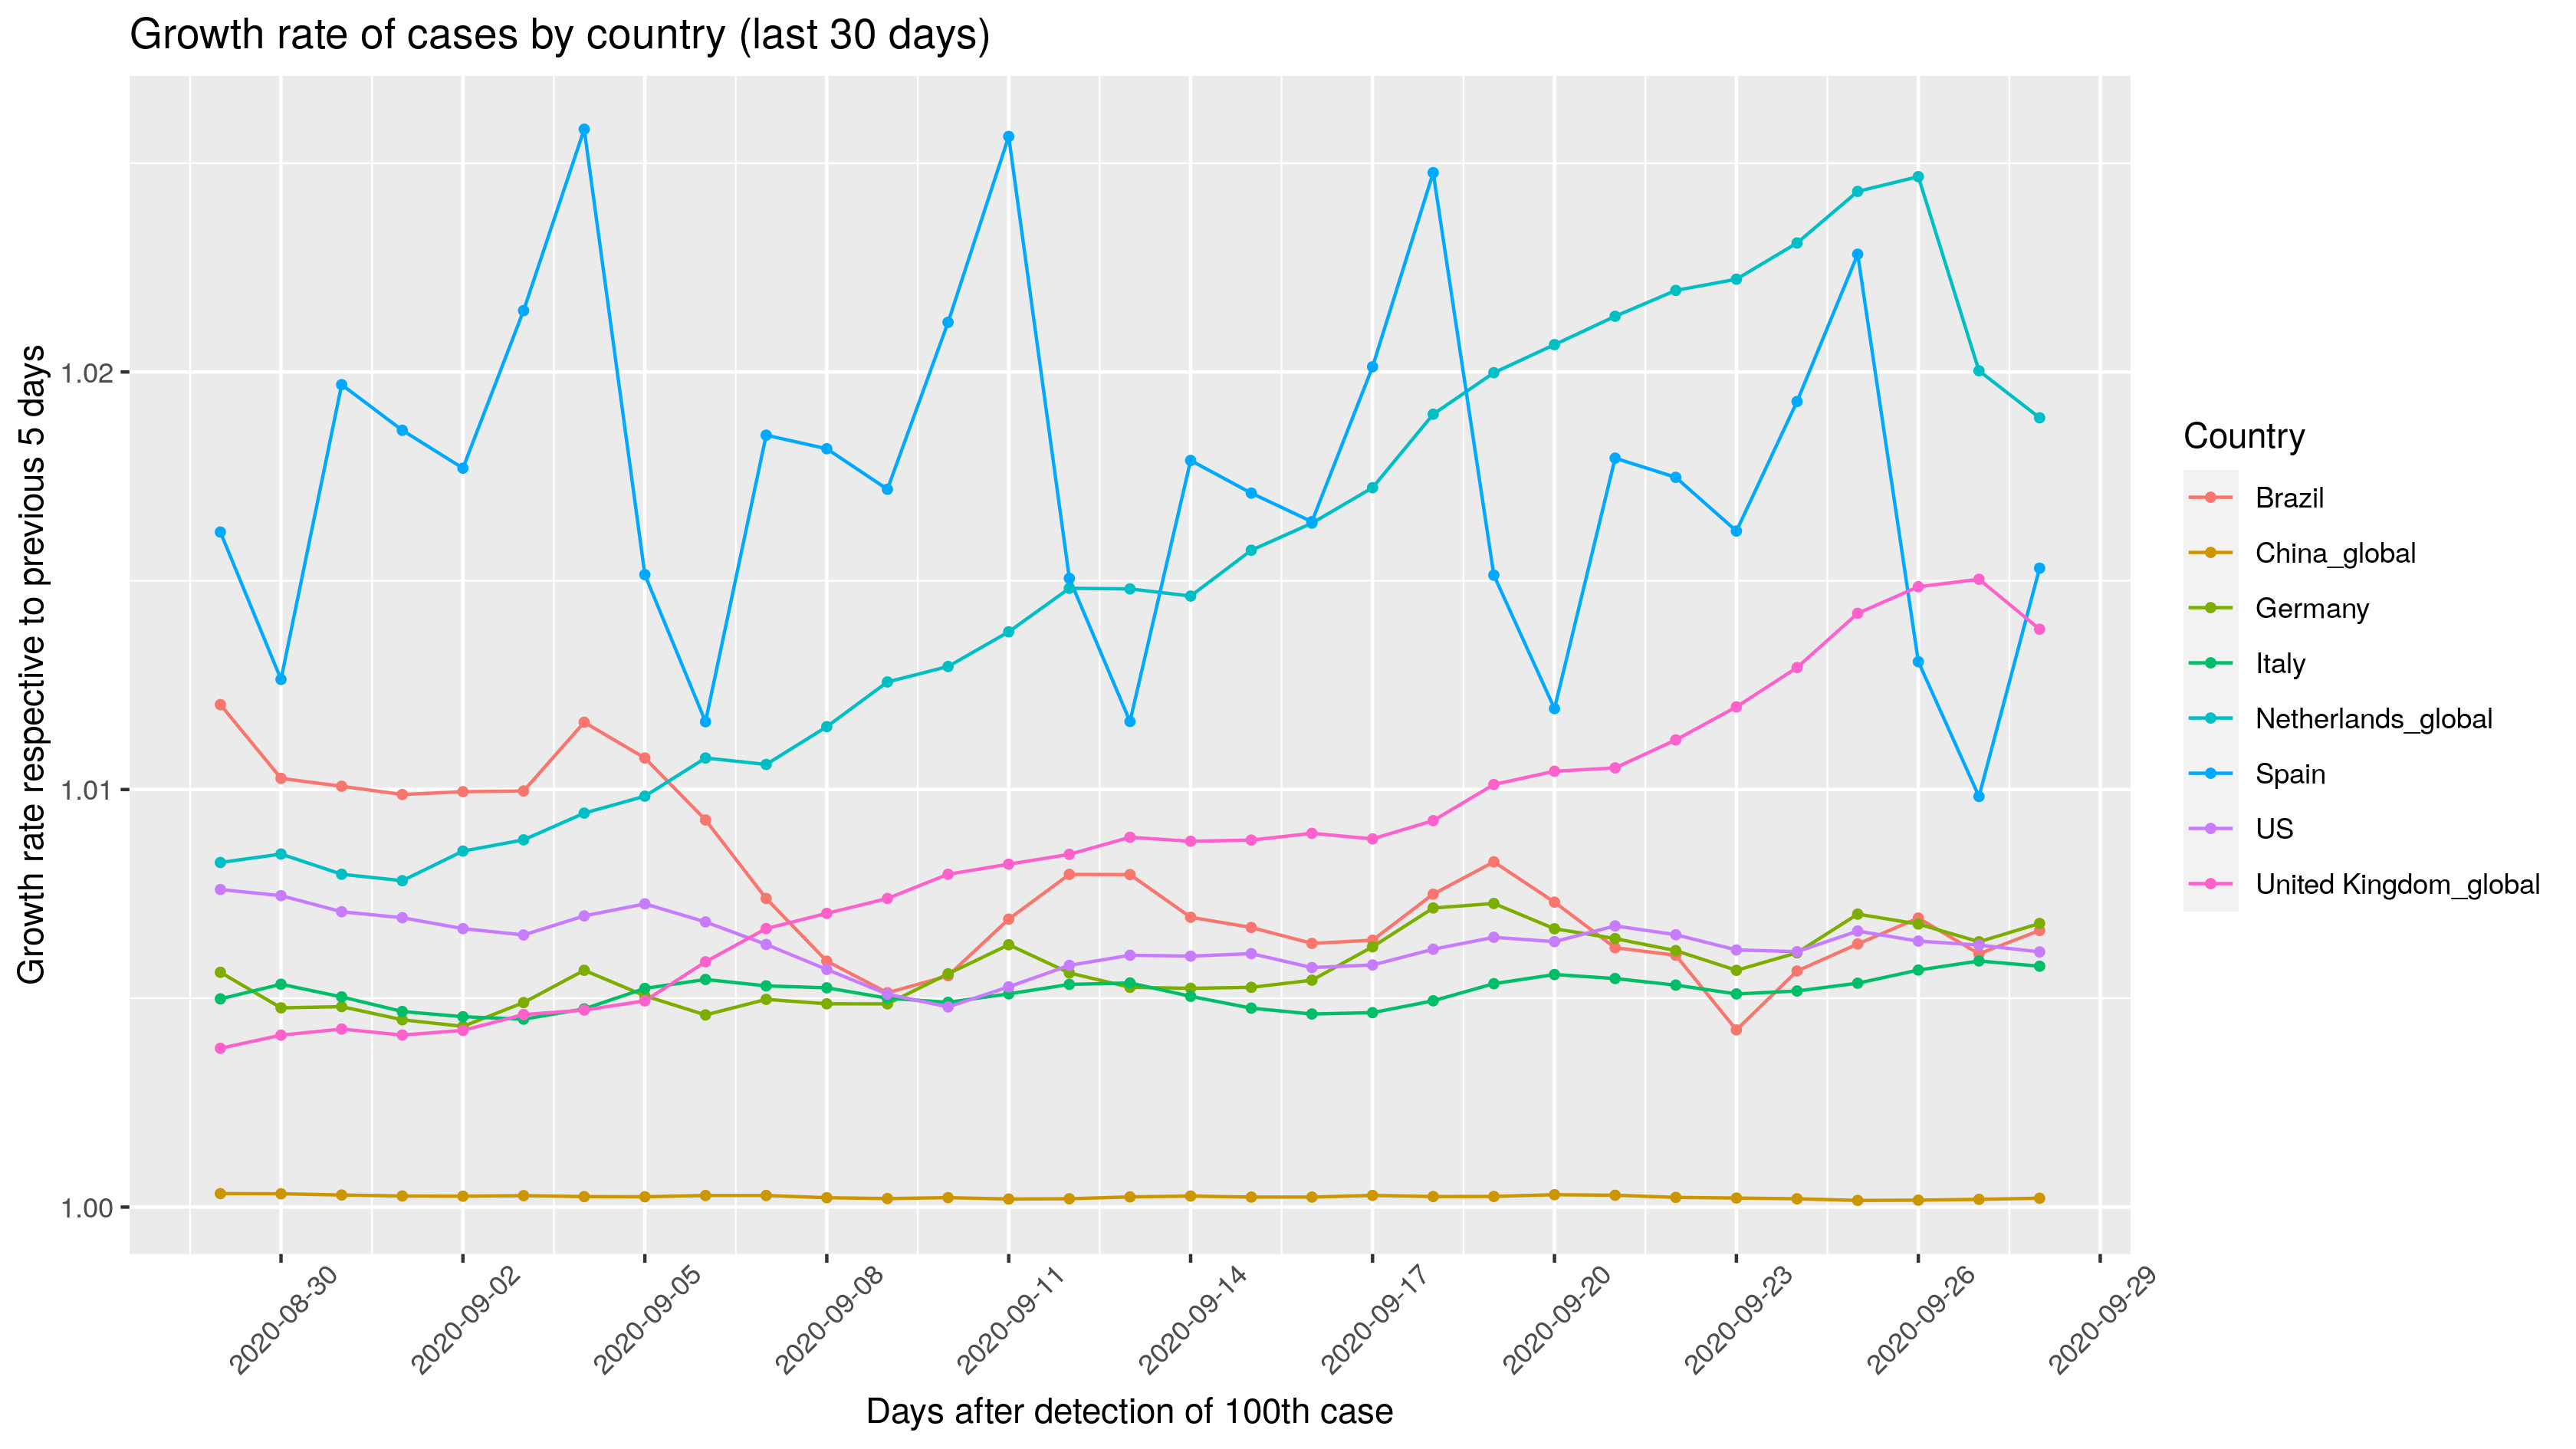 Growth rate of cases by country (last 30 days)
Growth rate respective to previous 5 days
1.02
1.01
1.00
2020-08-30
2020-09-02
2020-09-05
2020-09-08
2020-09-11
2020-09-14
2020-09-17
2020-09-20
2020-09-23
2020-09-26
2020-09-29
Days after detection of 100th case
Country
Brazil
China_global
Germany
Italy
Netherlands_global
Spain
US
United Kingdom_global